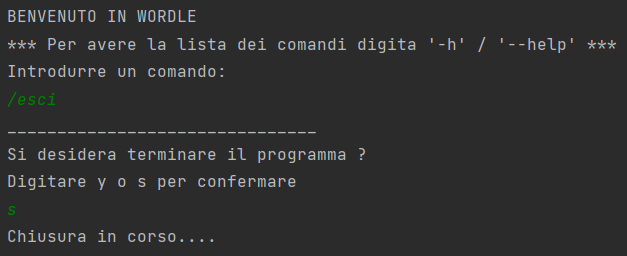 BENVENUTO IN WORDLE
*** Per avere la lista dei comandi digita '-h' / '--help' ***
Introdurre un comando:
/esci
_______________________________
Si desidera terminare il programma ?
Digitare y o s per confermare
s
Chiusura in corso....